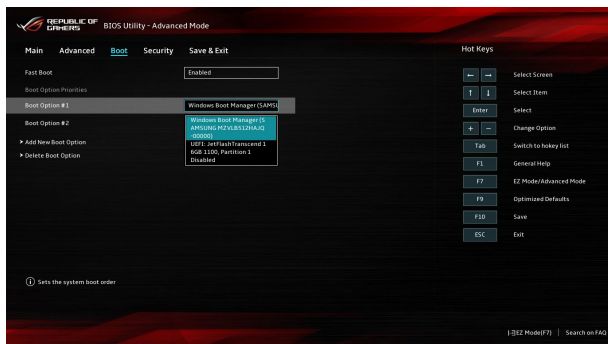 REPUBLIC OF
GAMERS
BIOS Utility - Advanced Mode
Main Advanced Boot Security Save & Exit
Hot Keys
Fast Boot Enabled
Boot Option Priorities
Boot Option #1 Windows Boot Manager (SAMSU
Boot Option #2
Windows Boot Manager (S
AMSUNG MZVLB512HAJQ
-00000)
UEFI: JetFlashTranscend 1
6GB 1100, Partition 1
Disabled
> Add New Boot Option
> Delete Boot Option
← → Select Screen
↑ ↓ Select Item
Enter Select
+ − Change Option
Tab Switch to hokey list
F1 General Help
F7 EZ Mode/Advanced Mode
F9 Optimized Defaults
F10 Save
ESC Exit
i Sets the system boot order
EZ Mode(F7) | Search on FAQ